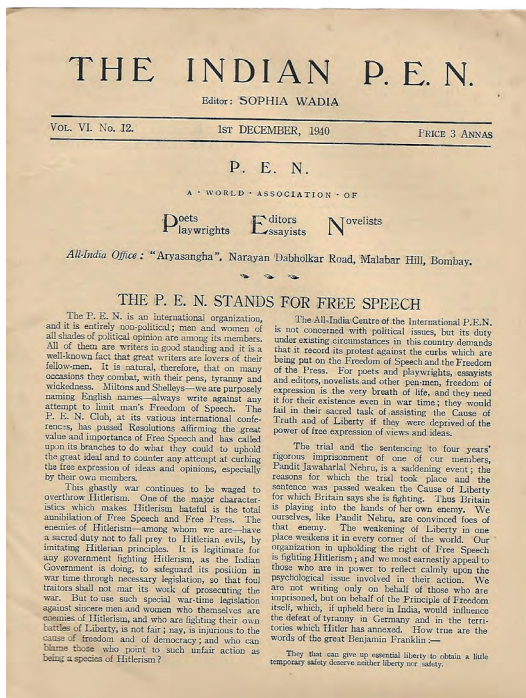 THE INDIAN P. E. N.
Editor: SOPHIA WADIA
VOL. VI. No. 12.
1ST DECEMBER, 1940
PRICE 3 ANNAS
P. E. N.
A · WORLD · ASSOCIATION · OF
Poets Editors Novelists
Playwrights Essayists
All-India Office : "Aryasangha", Narayan Dabholkar Road, Malabar Hill, Bombay.
THE P. E. N. STANDS FOR FREE SPEECH
The P. E. N. is an international organization,
and it is entirely non-political; men and women of
all shades of political opinion are among its members.
All of them are writers in good standing and it is a
well-known fact that great writers are lovers of their
fellow-men. It is natural, therefore, that on many
occasions they combat, with their pens, tyranny and
wickedness. Miltons and Shelleys—we are purposely
naming English names—always write against any
attempt to limit man's Freedom of Speech. The
P. E. N. Club, at its various international confe-
rences, has passed Resolutions affirming the great
value and importance of Free Speech and has called
upon its branches to do what they could to uphold
the great ideal and to counter any attempt at curbing
the free expression of ideas and opinions, especially
by their own members.
This ghastly war continues to be waged to
overthrow Hitlerism. One of the major character-
istics which makes Hitlerism hateful is the total
annihilation of Free Speech and Free Press. The
enemies of Hitlerism—among whom we are—have
a sacred duty not to fall prey to Hitlerian evils, by
imitating Hitlerian principles. It is legitimate for
any government fighting Hitlerism, as the Indian
Government is doing, to safeguard its position in
war time through necessary legislation, so that foul
traitors shall not mar its work of prosecuting the
war. But to use such special war-time legislation
against sincere men and women who themselves are
enemies of Hitlerism, and who are fighting their own
battles of Liberty, is not fair; nay, is injurious to the
cause of freedom and of democracy; and who can
blame those who point to such unfair action as
being a species of Hitlerism?
The All-India Centre of the International P.E.N.
is not concerned with political issues, but its duty
under existing circumstances in this country demands
that it record its protest against the curbs which are
being put on the Freedom of Speech and the Freedom
of the Press. For poets and playwrights, essayists
and editors, novelists and other pen-men, freedom of
expression is the very breath of life, and they need
it for their existence even in war time; they would
fail in their sacred task of assisting the Cause of
Truth and of Liberty if they were deprived of the
power of free expression of views and ideas.
The trial and the sentencing to four years'
rigorous imprisonment of one of our members,
Pandit Jawaharlal Nehru, is a saddening event; the
reasons for which the trial took place and the
sentence was passed weaken the Cause of Liberty
for which Britain says she is fighting. Thus Britain
is playing into the hands of her own enemy. We
ourselves, like Pandit Nehru, are convinced foes of
that enemy. The weakening of Liberty in one
place weakens it in every corner of the world. Our
organization in upholding the right of Free Speech
is fighting Hitlerism; and we most earnestly appeal to
those who are in power to reflect calmly upon the
psychological issue involved in their action. We
are not writing only on behalf of those who are
imprisoned, but on behalf of the Principle of Freedom
itself, which, if upheld here in India, would influence
the defeat of tyranny in Germany and in the terri-
tories which Hitler has annexed. How true are the
words of the great Benjamin Franklin :—
They that can give up essential liberty to obtain a little
temporary safety deserve neither liberty nor safety.